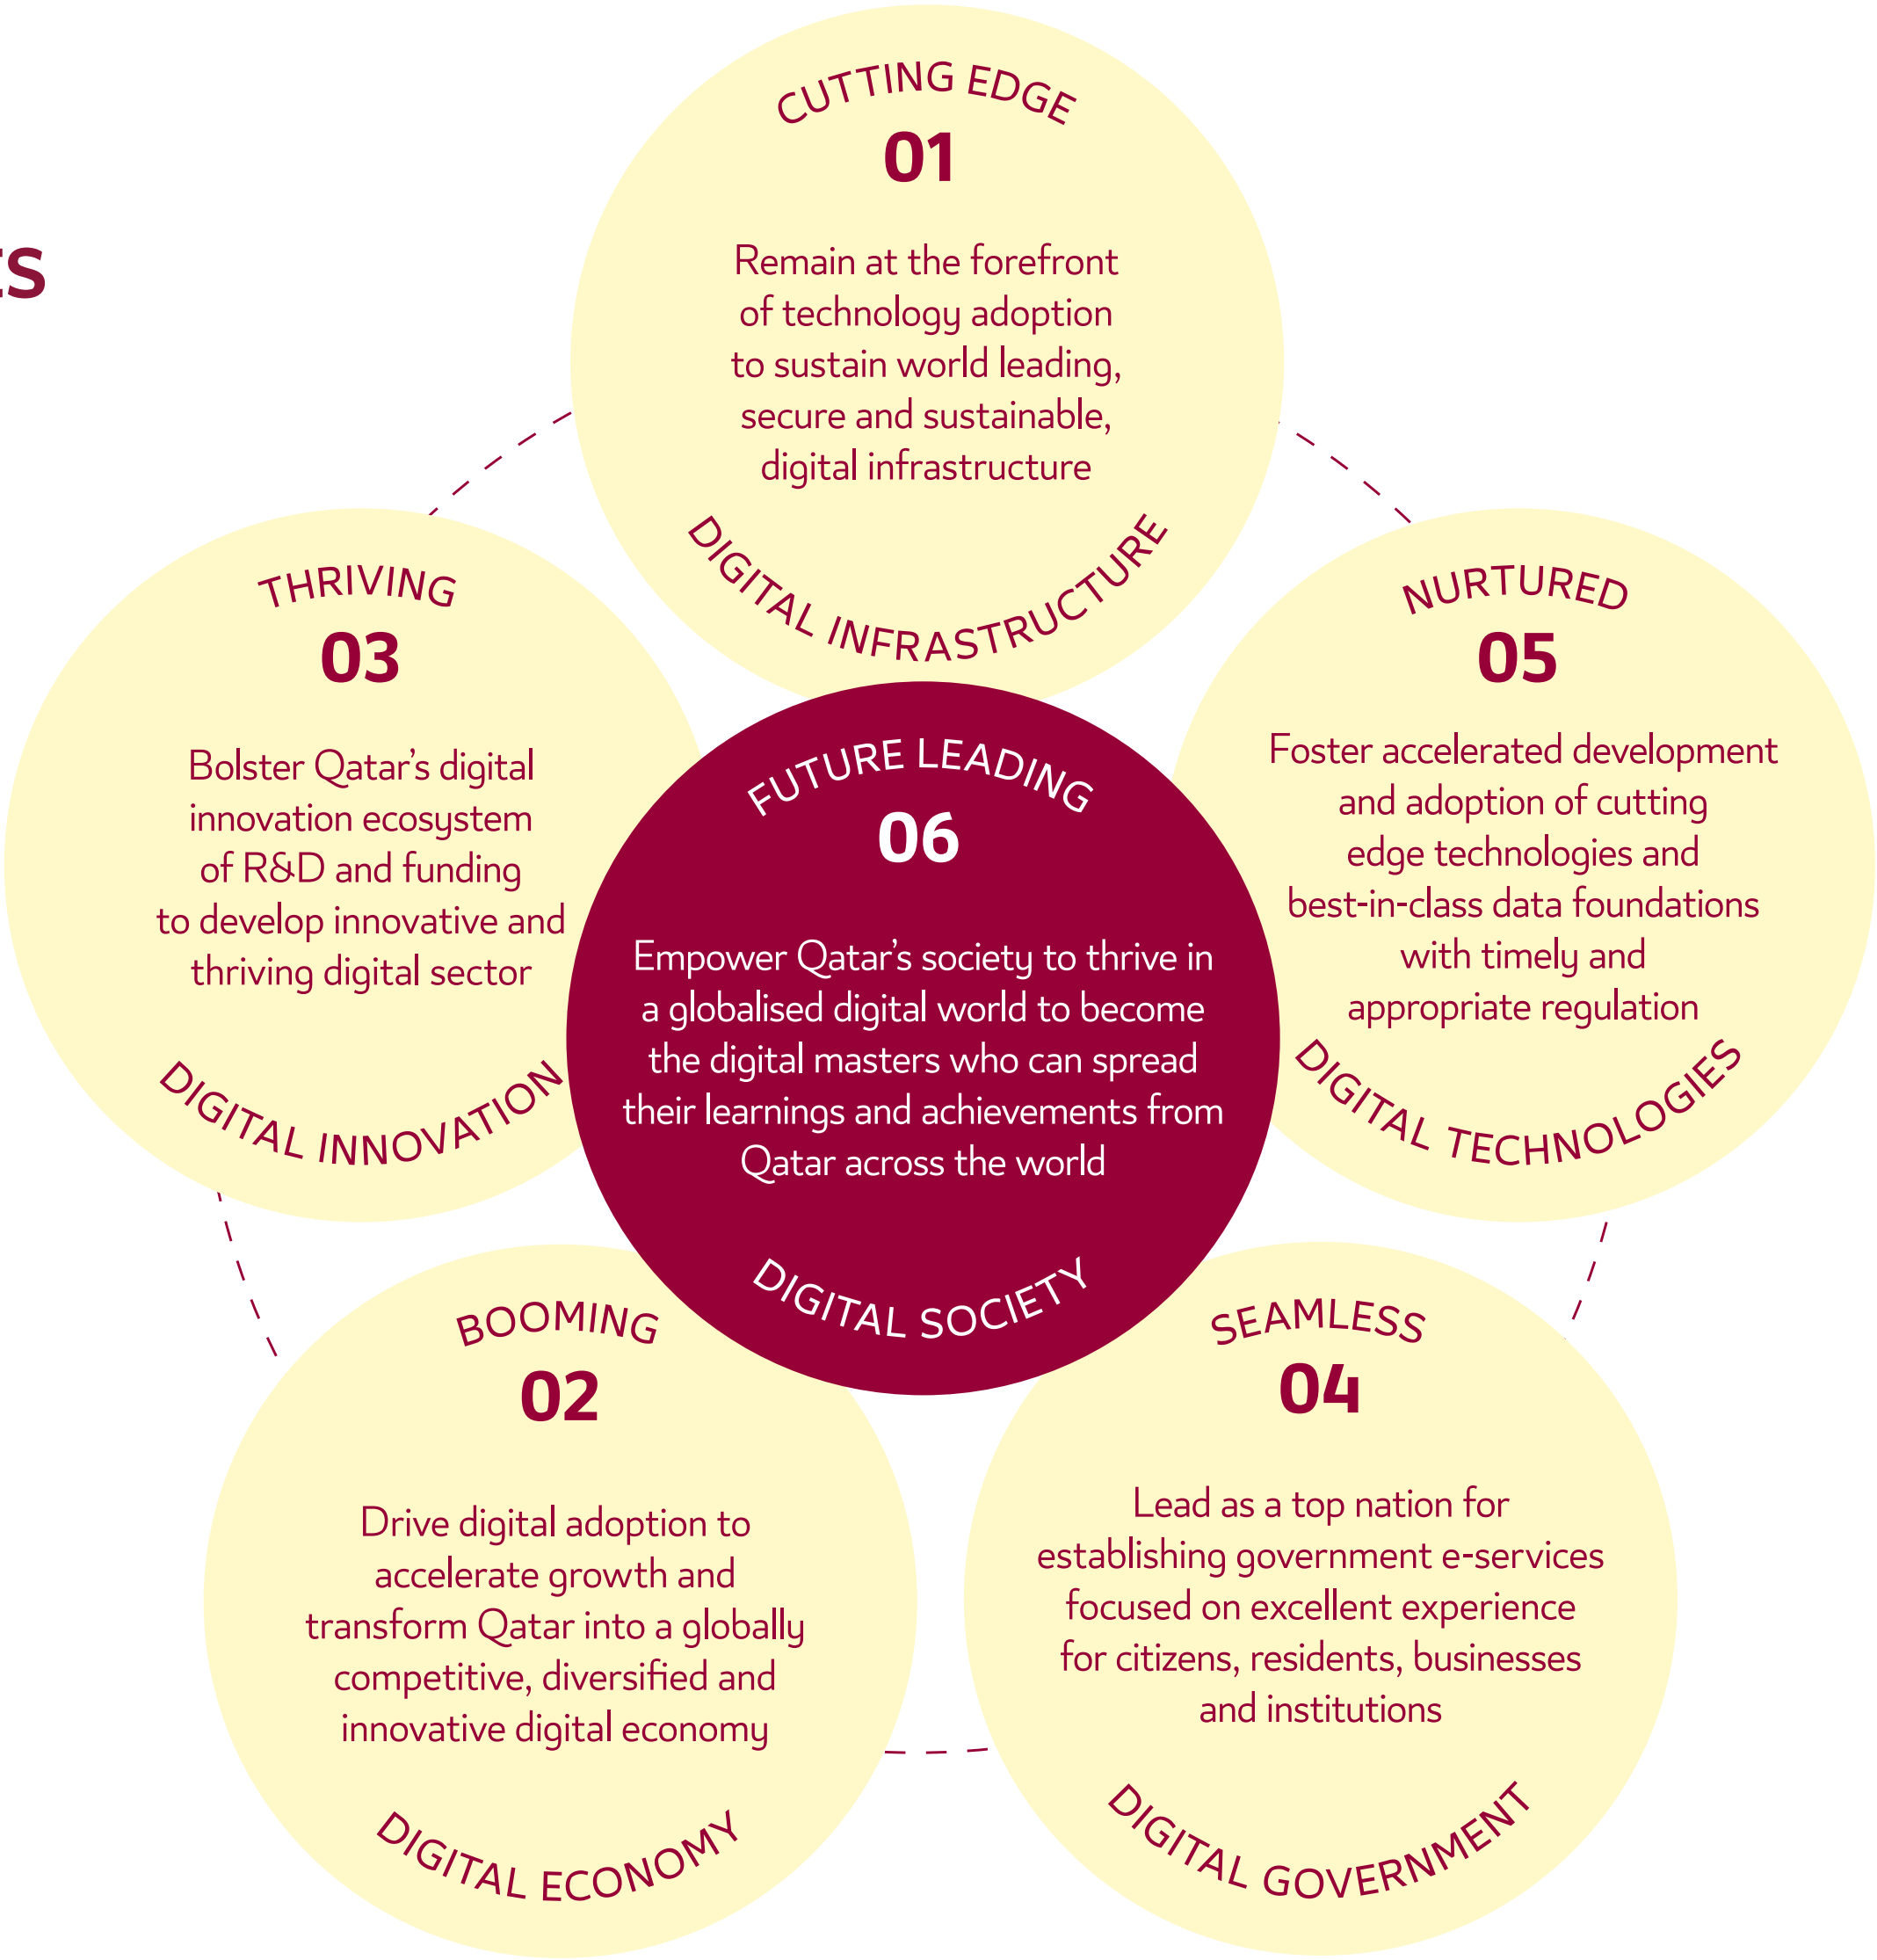 CUTTING EDGE
01
Remain at the forefront
of technology adoption
to sustain world leading,
secure and sustainable,
digital infrastructure
DIGITAL INFRASTRUCTURE
THRIVING
03
Bolster Qatar’s digital
innovation ecosystem
of R&D and funding
to develop innovative and
thriving digital sector
DIGITAL INNOVATION
NURTURED
05
Foster accelerated development
and adoption of cutting
edge technologies and
best-in-class data foundations
with timely and
appropriate regulation
DIGITAL TECHNOLOGIES
FUTURE LEADING
06
Empower Qatar’s society to thrive in
a globalised digital world to become
the digital masters who can spread
their learnings and achievements from
Qatar across the world
DIGITAL SOCIETY
BOOMING
02
Drive digital adoption to
accelerate growth and
transform Qatar into a globally
competitive, diversified and
innovative digital economy
DIGITAL ECONOMY
SEAMLESS
04
Lead as a top nation for
establishing government e-services
focused on excellent experience
for citizens, residents, businesses
and institutions
DIGITAL GOVERNMENT